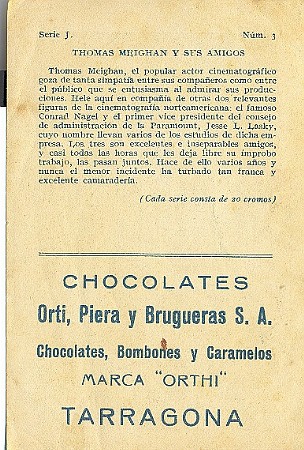 Serie J. Núm. 3
THOMAS MEIGHAN Y SUS AMIGOS
Thomas Meighan, el popular actor cinematográfico
goza de tanta simpatía entre sus compañeros como entre
el público que se entusiasma al admirar sus produc-
ciones. Hele aquí en compañía de otras dos relevantes
figuras de la cinematografía norteamericana: el famoso
Conrad Nagel y el primer vice presidente del consejo
de administración de la Paramount, Jesse L. Lasky,
cuyo nombre llevan varios de los estudios de dicha em-
presa. Los tres son excelentes e inseparables amigos,
y casi todas las horas que les deja libre su ímprobo
trabajo, las pasan juntos. Hace de ello varios años y
nunca el menor incidente ha turbado tan franca y
excelente camaradería.
(Cada serie consta de 20 cromos)
CHOCOLATES
Orti, Piera y Brugueras S. A.
Chocolates, Bombones y Caramelos
MARCA "ORTHI"
TARRAGONA